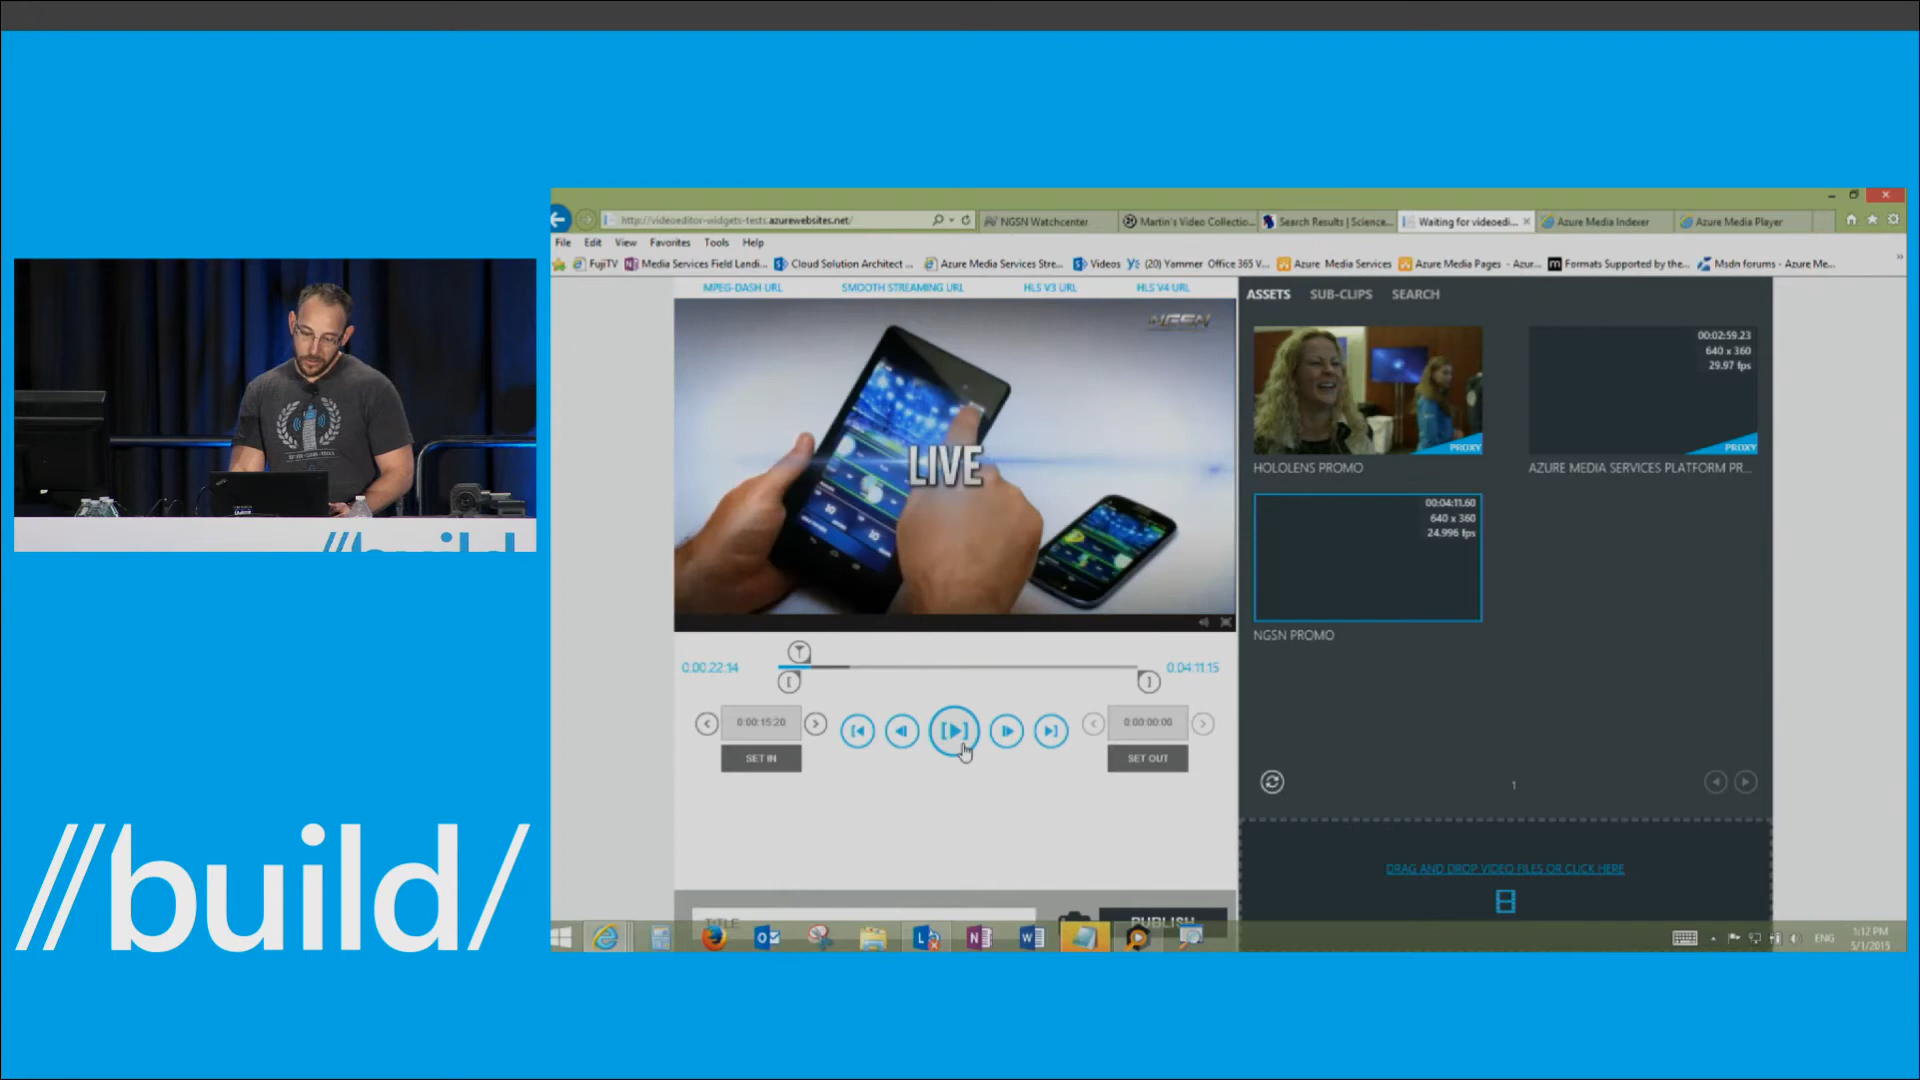 http://videoeditor-widgets-tests.azurewebsites.net/
NGSN Watchcenter
Martin's Video Collectio...
Search Results | Science...
Waiting for videoedi...
Azure Media Indexer
Azure Media Player
File Edit View Favorites Tools Help
FujiTV
Media Services Field Landi...
Cloud Solution Architect ...
Azure Media Services Stre...
Videos
(20) Yammer Office 365 V...
Azure Media Services
Azure Media Pages - Azur...
Formats Supported by the...
Msdn forums - Azure Me...
MPEG-DASH URL
SMOOTH STREAMING URL
HLS V3 URL
HLS V4 URL
ASSETS SUB-CLIPS SEARCH
NGSN
LIVE
PROXY
HOLOLENS PROMO
00:02:59.23
640 x 360
29.97 fps
PROXY
AZURE MEDIA SERVICES PLATFORM PR...
00:04:11.60
640 x 360
24.996 fps
NGSN PROMO
0:00:22:14
0:04:11:15
0:00:15:20
SET IN
0:00:00:00
SET OUT
1
DRAG AND DROP VIDEO FILES OR CLICK HERE
TITLE
PUBLISH
ENG
1:12 PM
5/1/2015
//build
//build/